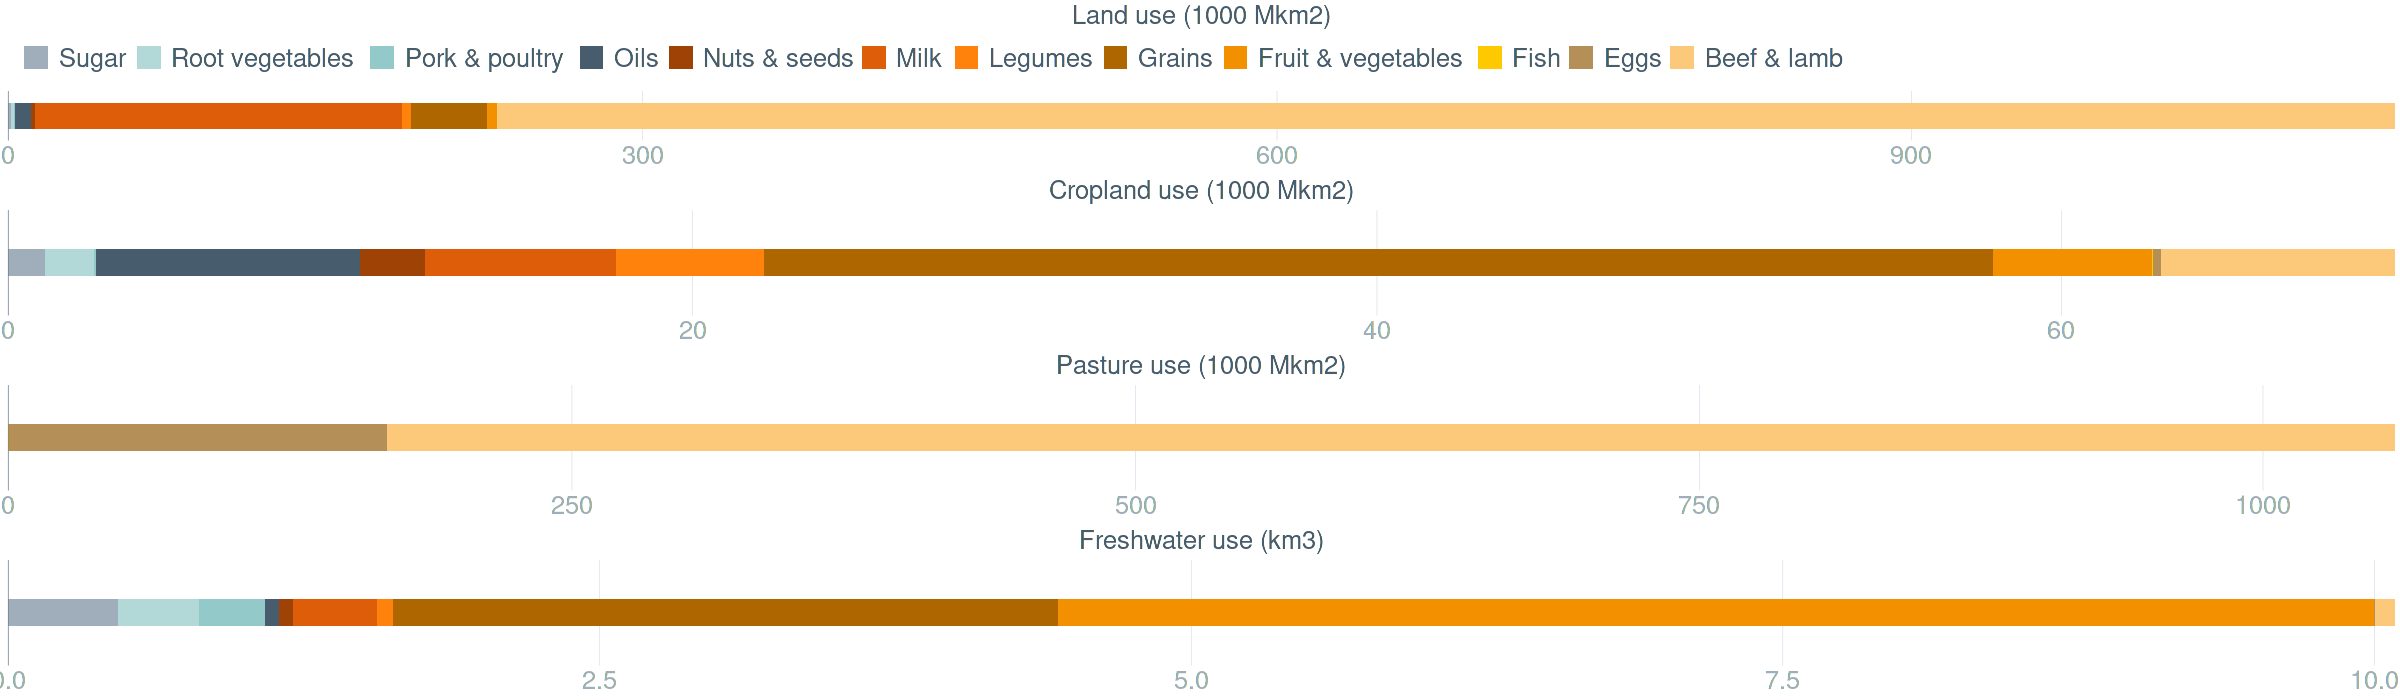 Land use (1000 Mkm2)
Sugar Root vegetables Pork & poultry Oils Nuts & seeds Milk Legumes Grains Fruit & vegetables Fish Eggs Beef & lamb
0 300 600 900
Cropland use (1000 Mkm2)
0 20 40 60
Pasture use (1000 Mkm2)
0 250 500 750 1000
Freshwater use (km3)
0.0 2.5 5.0 7.5 10.0